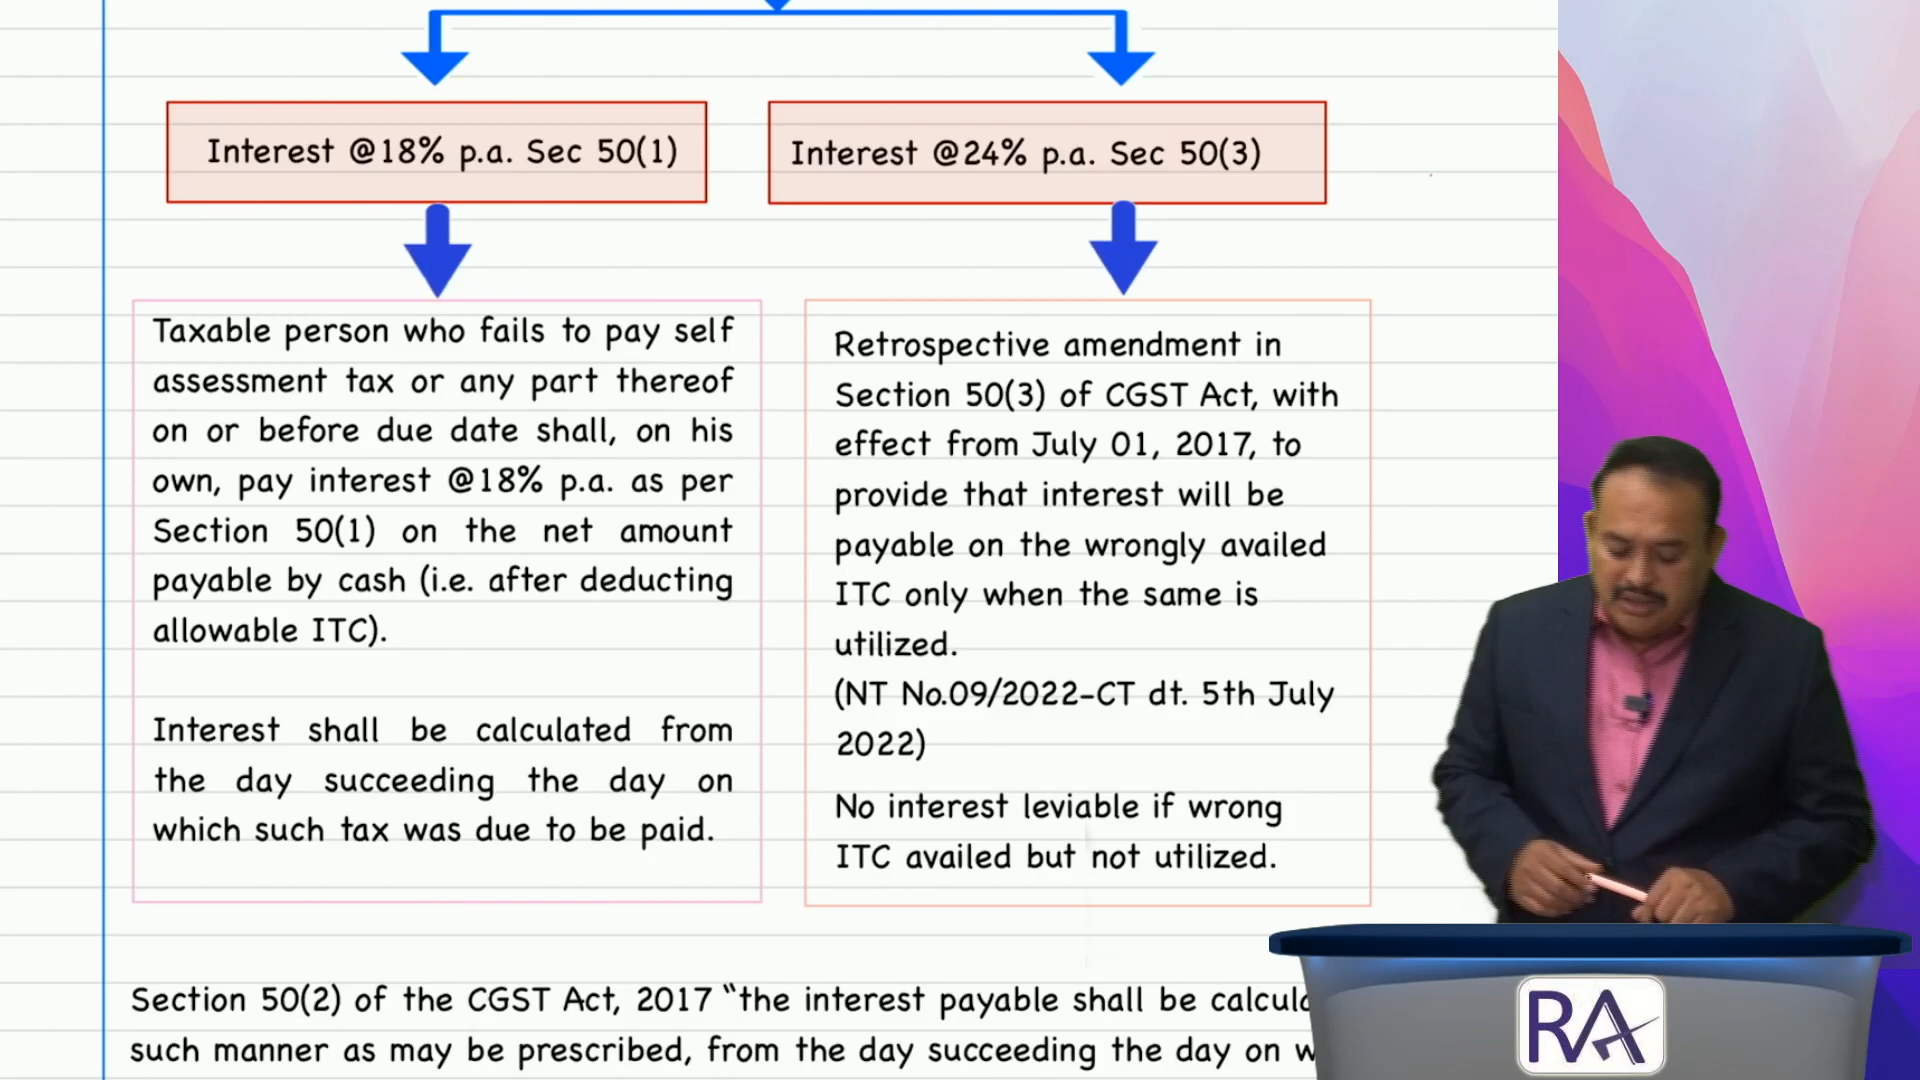 Interest @18% p.a. Sec 50(1)
Interest @24% p.a. Sec 50(3)
Taxable person who fails to pay self
assessment tax or any part thereof
on or before due date shall, on his
own, pay interest @18% p.a. as per
Section 50(1) on the net amount
payable by cash (i.e. after deducting
allowable ITC).
Interest shall be calculated from
the day succeeding the day on
which such tax was due to be paid.
Retrospective amendment in
Section 50(3) of CGST Act, with
effect from July 01, 2017, to
provide that interest will be
payable on the wrongly availed
ITC only when the same is
utilized.
(NT No.09/2022-CT dt. 5th July
2022)
No interest leviable if wrong
ITC availed but not utilized.
Section 50(2) of the CGST Act, 2017 “the interest payable shall be
such manner as may be prescribed, from the day succeeding the day on
RA